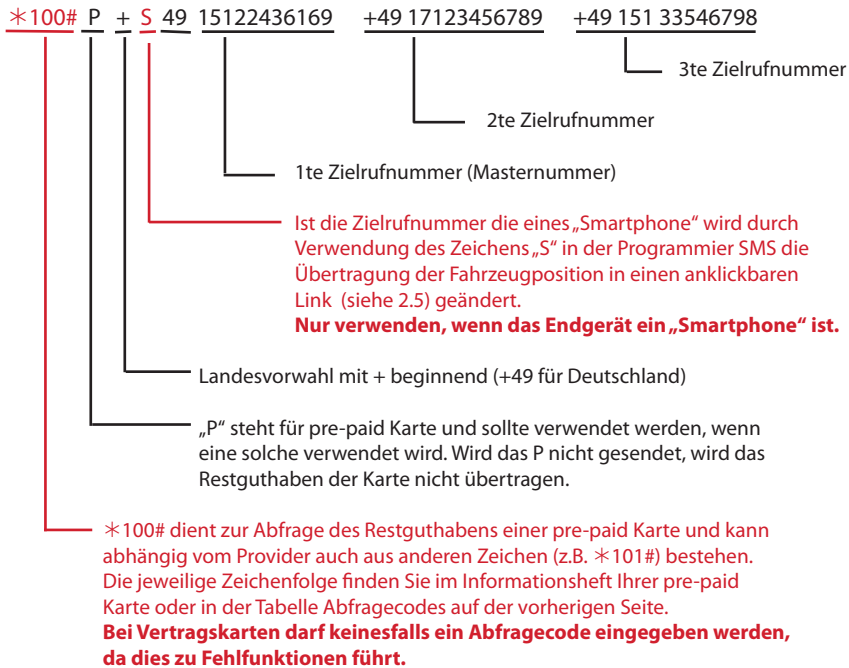 *100# P + S 49 15122436169 +49 17123456789 +49 151 33546798
3te Zielrufnummer
2te Zielrufnummer
1te Zielrufnummer (Masternummer)
Ist die Zielrufnummer die eines „Smartphone“ wird durch
Verwendung des Zeichens „S“ in der Programmier SMS die
Übertragung der Fahrzeugposition in einen anklickbaren
Link (siehe 2.5) geändert.
Nur verwenden, wenn das Endgerät ein „Smartphone“ ist.
Landesvorwahl mit + beginnend (+49 für Deutschland)
„P“ steht für pre-paid Karte und sollte verwendet werden, wenn
eine solche verwendet wird. Wird das P nicht gesendet, wird das
Restguthaben der Karte nicht übertragen.
*100# dient zur Abfrage des Restguthabens einer pre-paid Karte und kann
abhängig vom Provider auch aus anderen Zeichen (z.B. *101#) bestehen.
Die jeweilige Zeichenfolge finden Sie im Informationsheft Ihrer pre-paid
Karte oder in der Tabelle Abfragecodes auf der vorherigen Seite.
Bei Vertragskarten darf keinesfalls ein Abfragecode eingegeben werden,
da dies zu Fehlfunktionen führt.